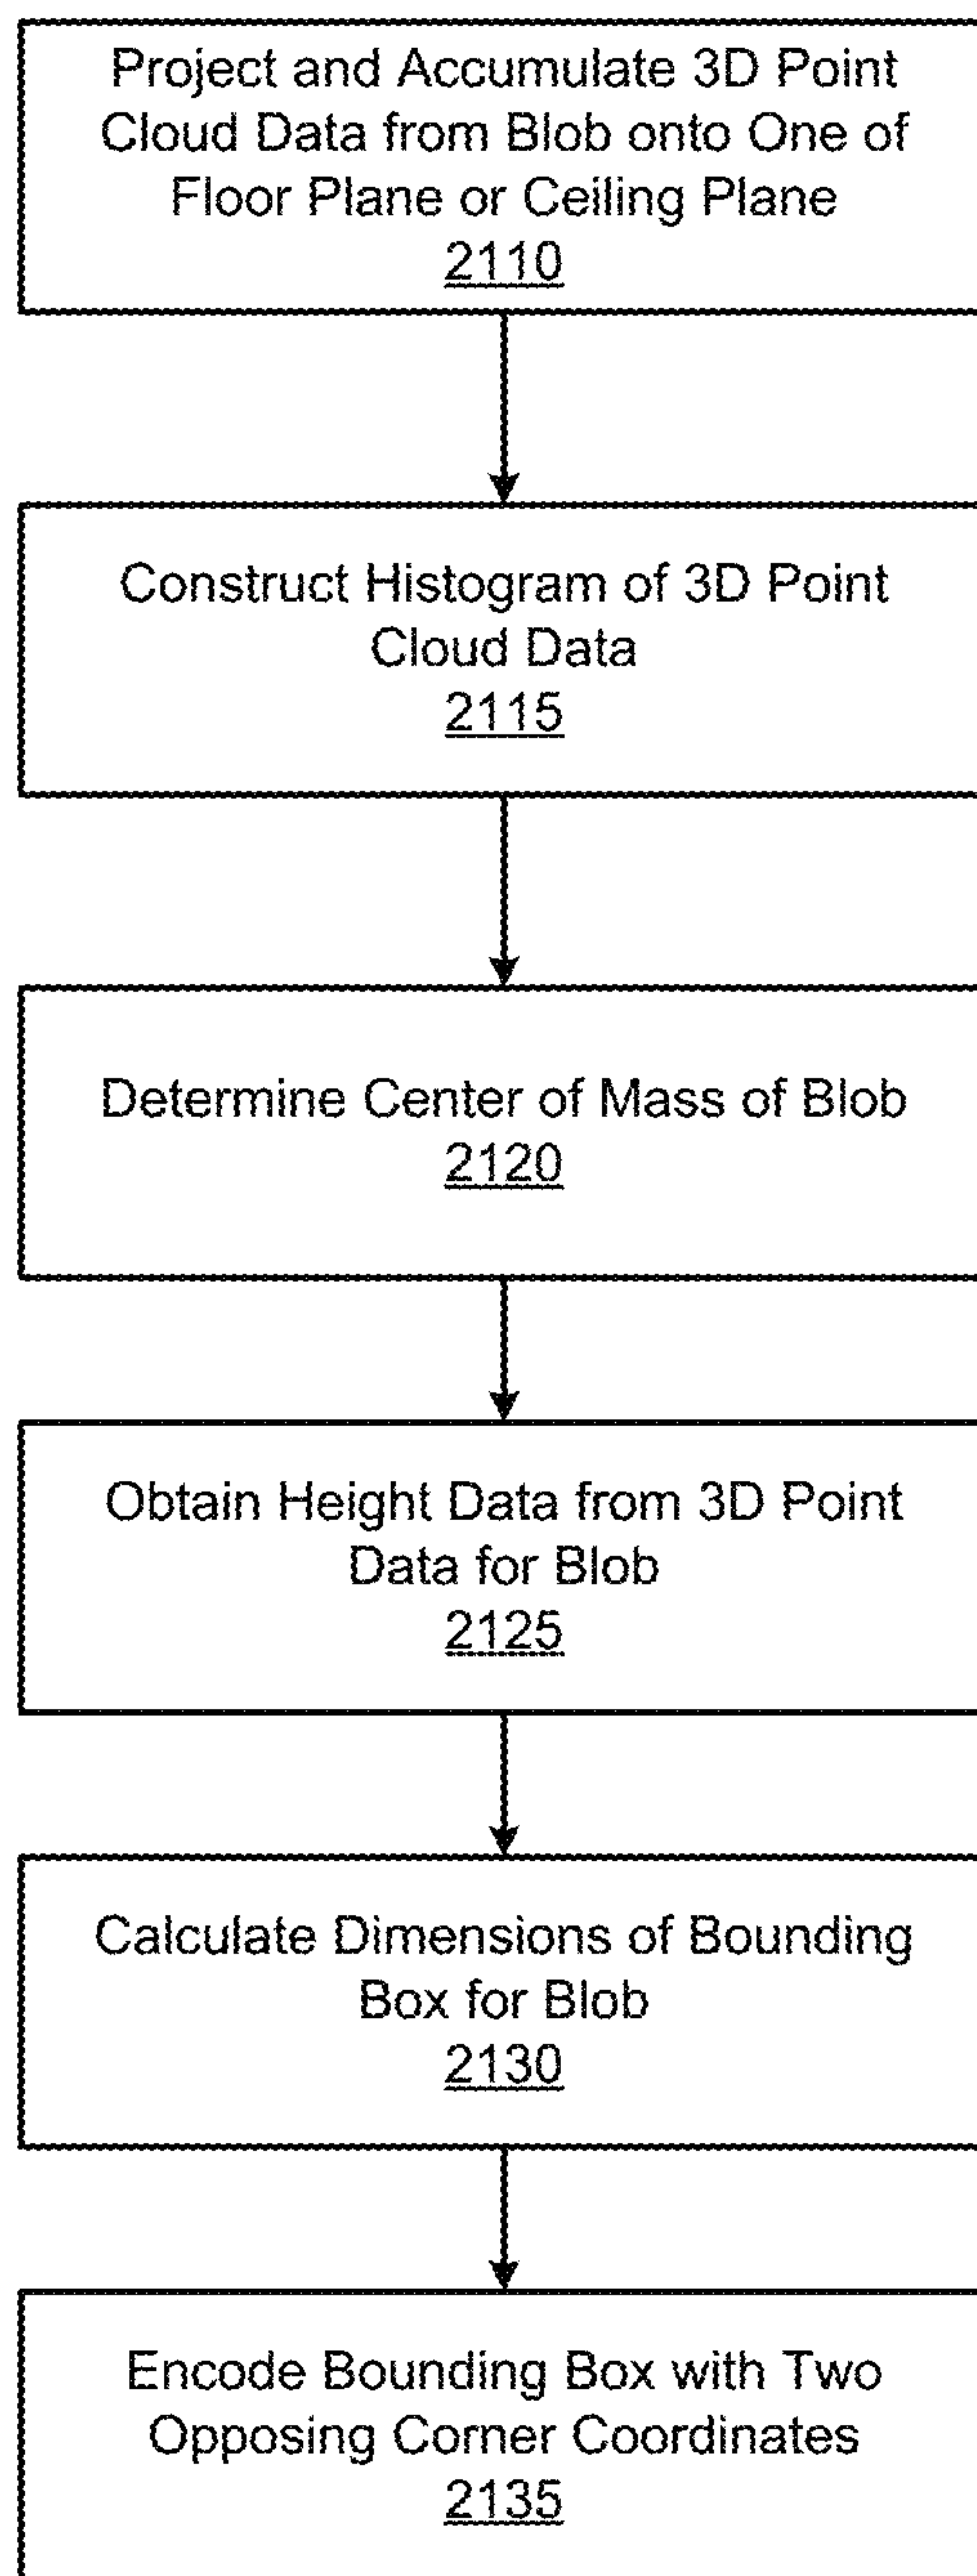 Project and Accumulate 3D Point
Cloud Data from Blob onto One of
Floor Plane or Ceiling Plane
2110
Construct Histogram of 3D Point
Cloud Data
2115
Determine Center of Mass of Blob
2120
Obtain Height Data from 3D Point
Data for Blob
2125
Calculate Dimensions of Bounding
Box for Blob
2130
Encode Bounding Box with Two
Opposing Corner Coordinates
2135